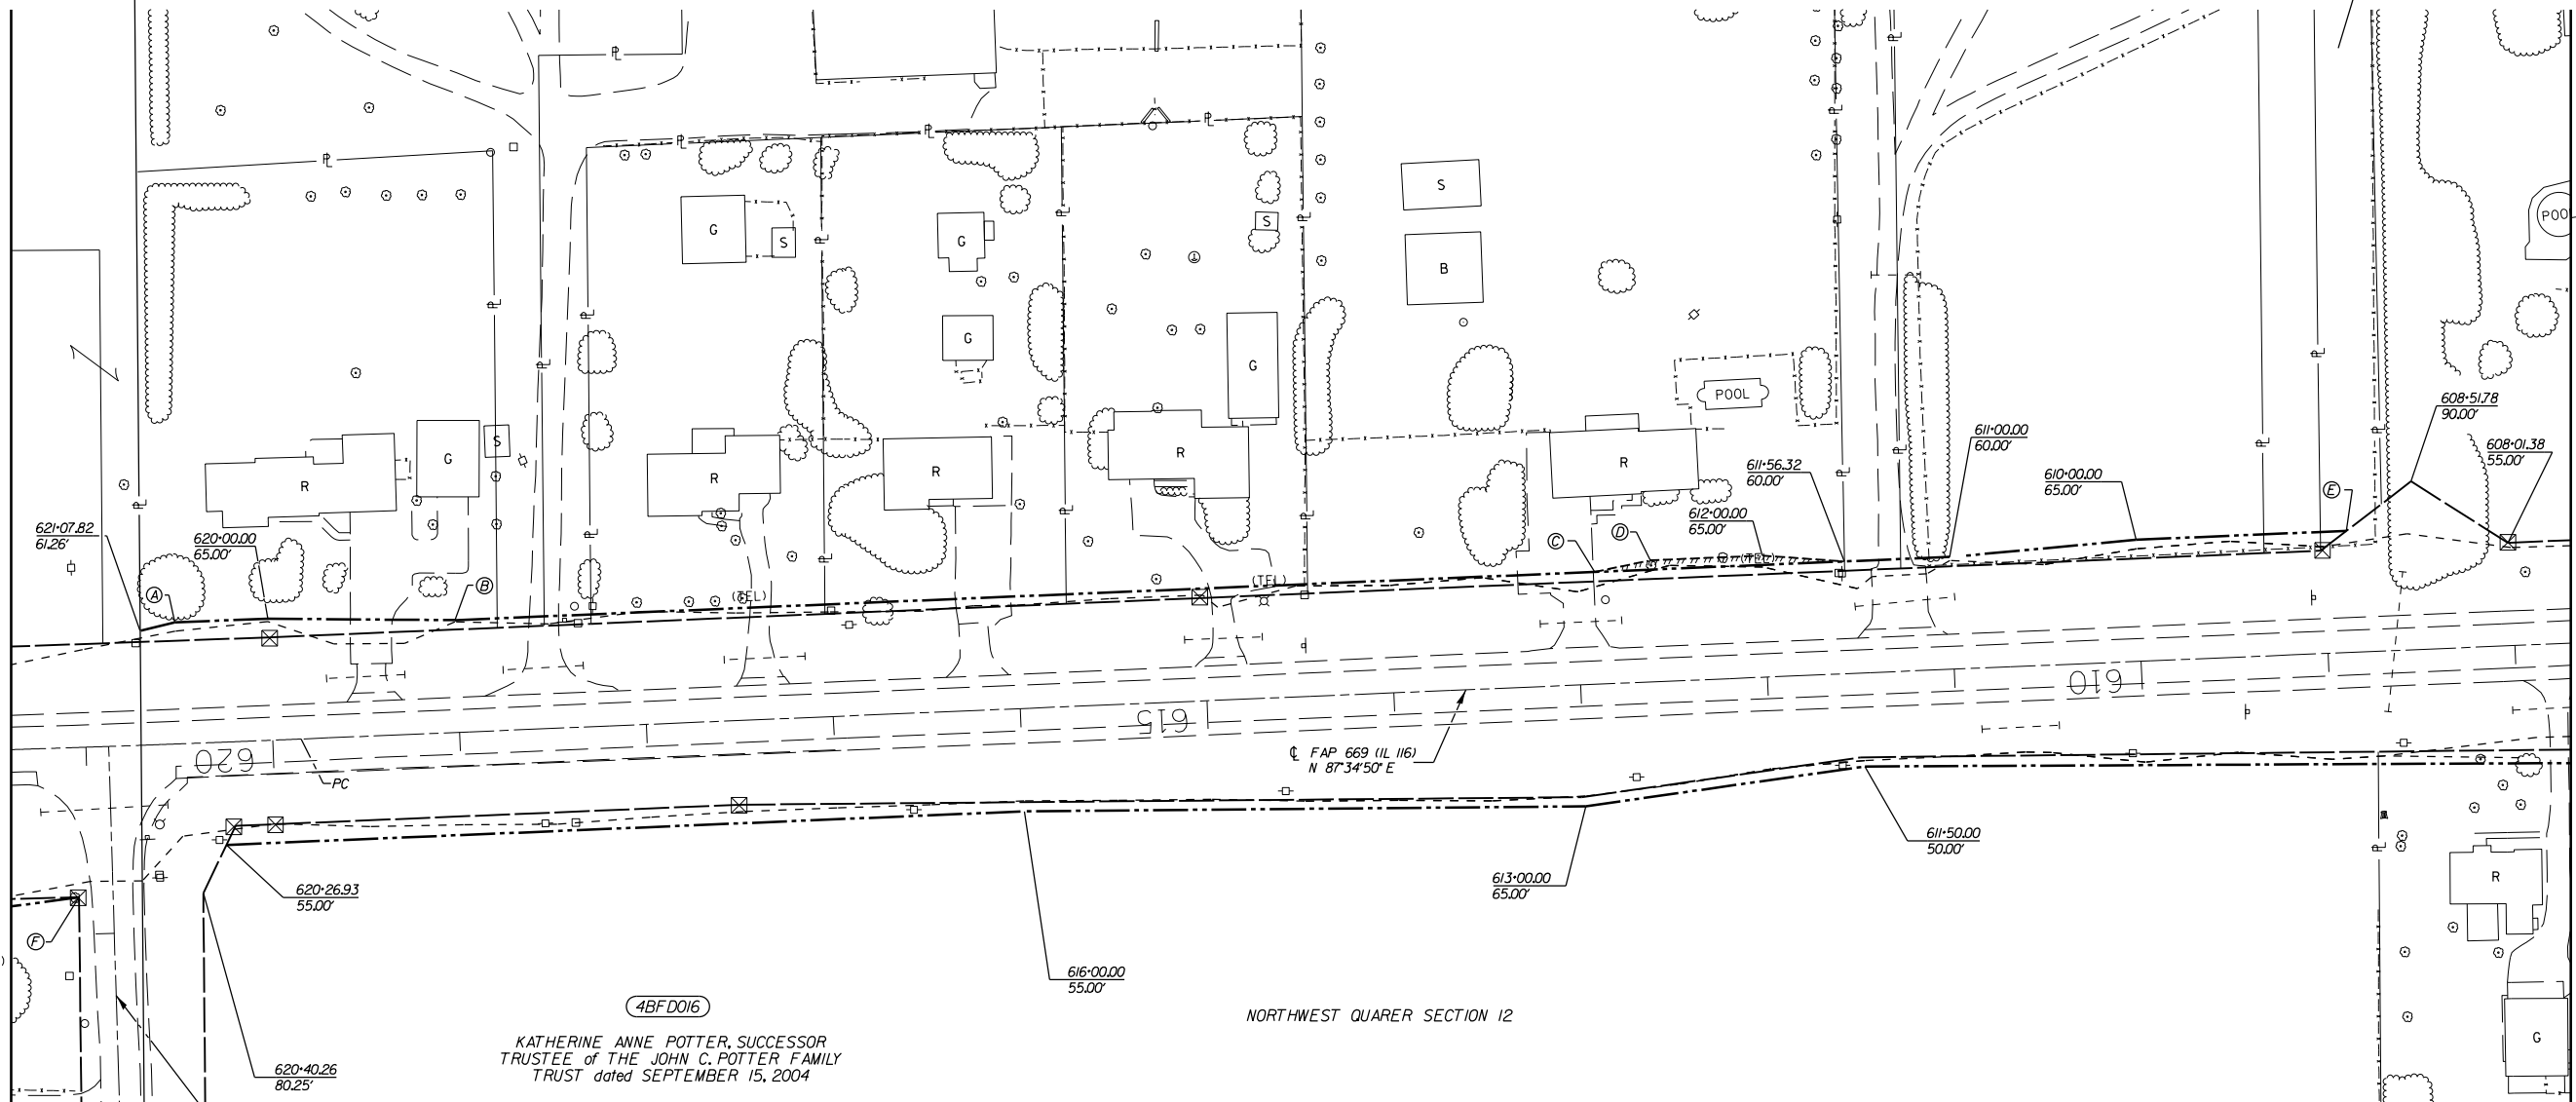 S
POOL
G
S
G
S
B
G
G
POOL
608+51.78
90.00'
S
G
R
R
R
R
R
611+00.00
60.00'
608+01.38
55.00'
611+56.32
60.00'
610+00.00
65.00'
E
612+00.00
65.00'
621+07.82
61.26'
620+00.00
65.00'
C
D
(TEL)
A
B
(TEL)
(TEL)
610
615
620
PC
℄ FAP 669 (IL 116)
N 87°34'50" E
611+50.00
50.00'
613+00.00
65.00'
R
620+26.93
55.00'
F
616+00.00
55.00'
4BFD016
NORTHWEST QUARER SECTION 12
KATHERINE ANNE POTTER, SUCCESSOR
TRUSTEE of THE JOHN C. POTTER FAMILY
TRUST dated SEPTEMBER 15, 2004
G
620+40.26
80.25'